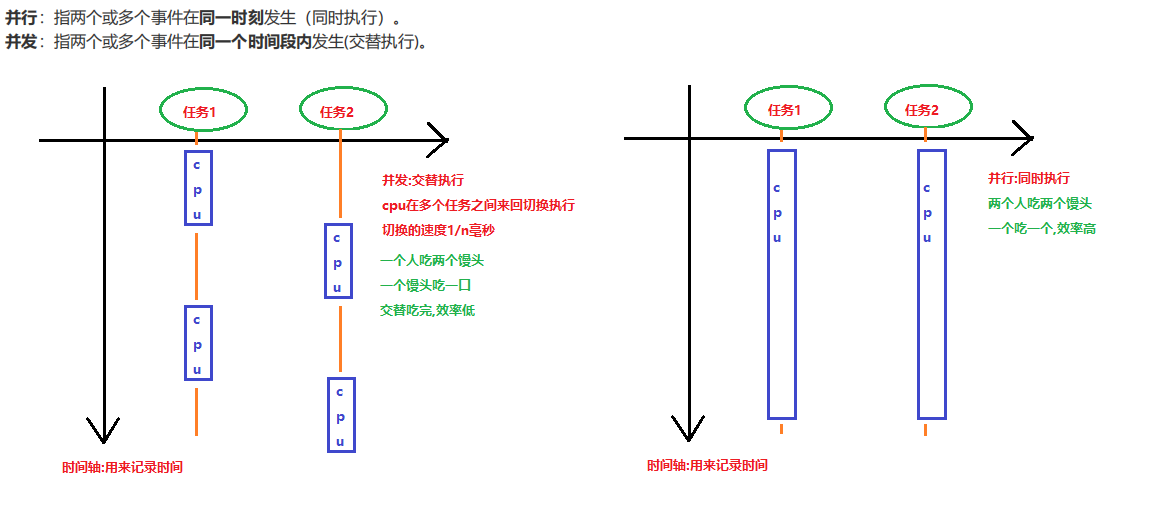 并行：指两个或多个事件在同一时刻发生（同时执行）。
并发：指两个或多个事件在同一个时间段内发生(交替执行)。
任务1
任务2
cpu
cpu
cpu
cpu
并发:交替执行
cpu在多个任务之间来回切换执行
切换的速度1/n毫秒
一个人吃两个馒头
一个馒头吃一口
交替吃完,效率低
时间轴:用来记录时间
任务1
任务2
cpu
cpu
并行:同时执行
两个人吃两个馒头
一个吃一个,效率高
时间轴:用来记录时间